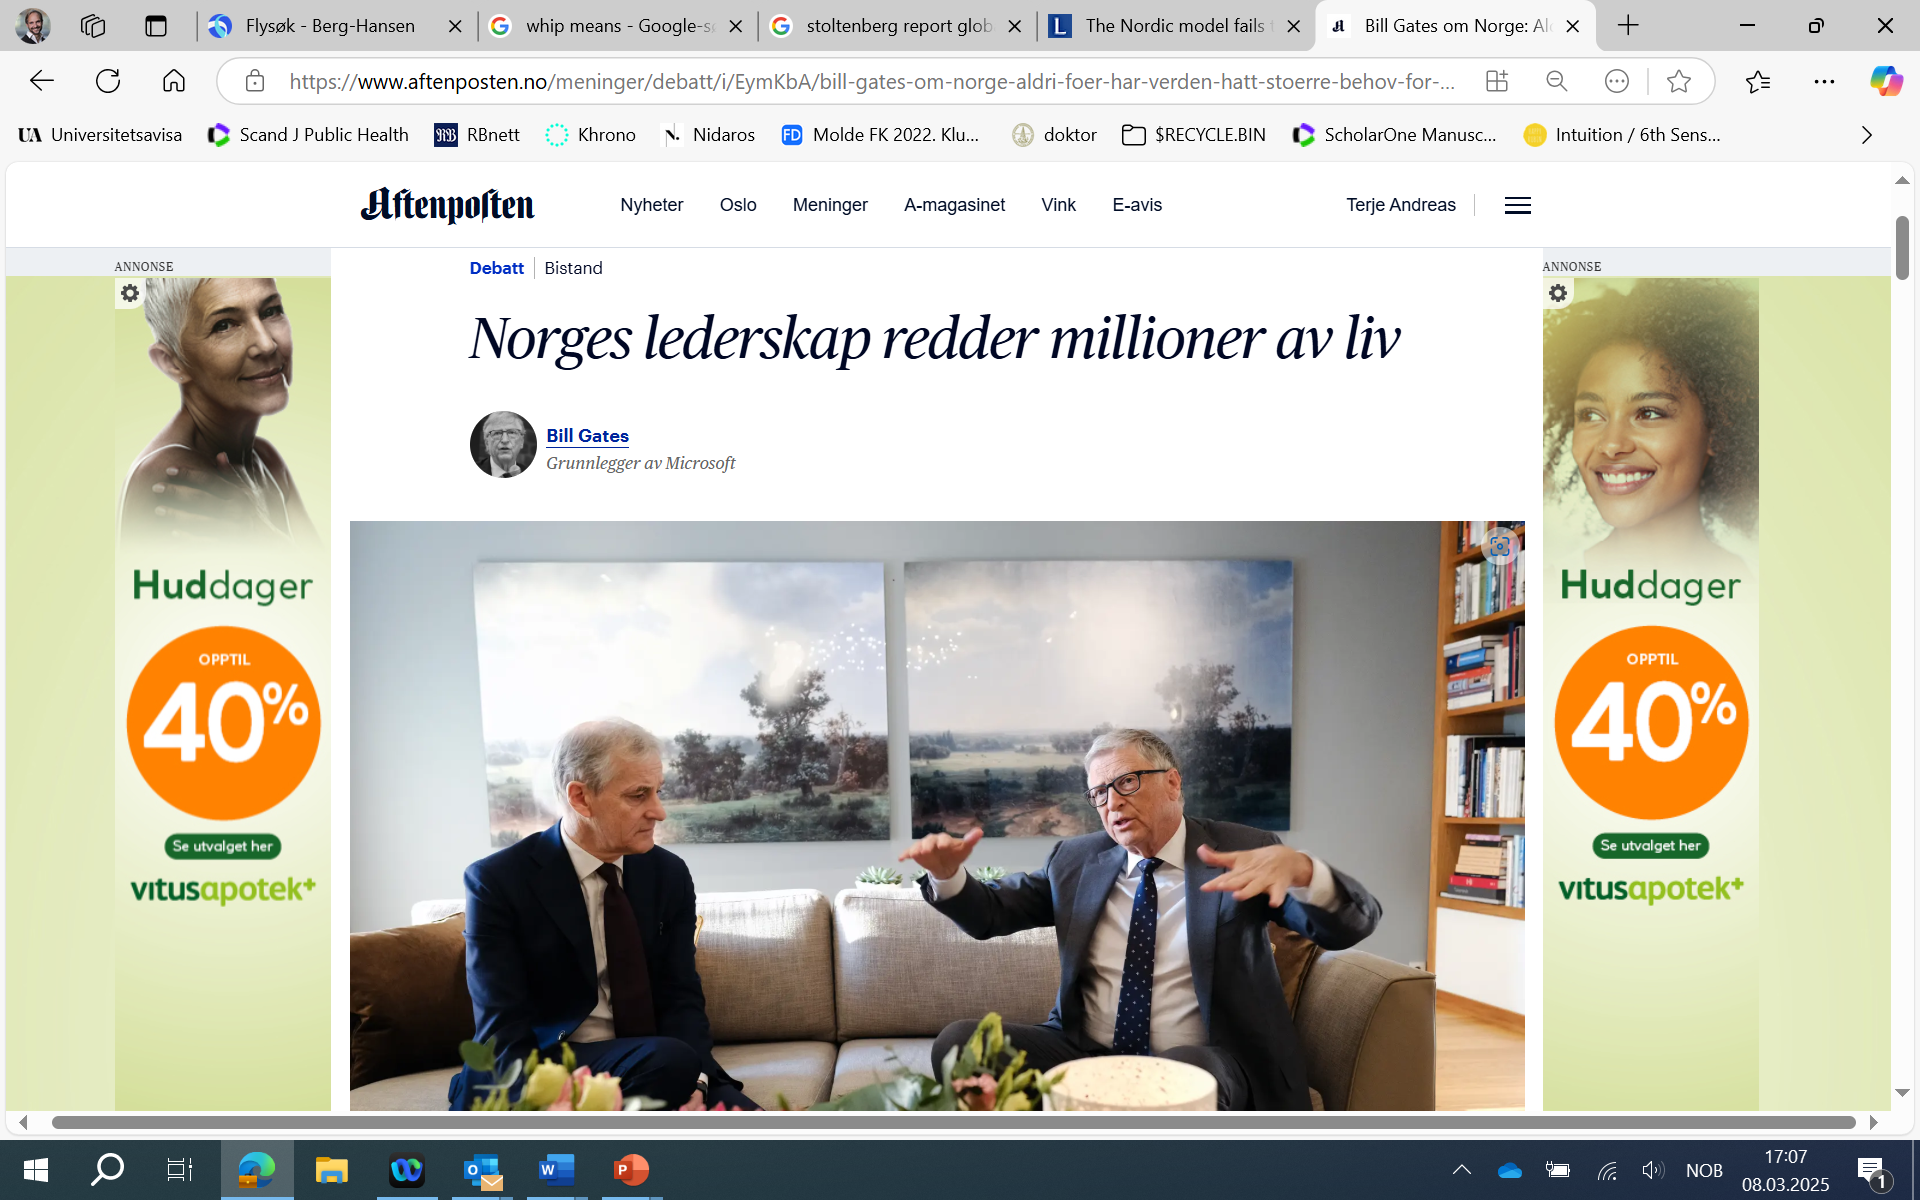 Flysøk - Berg-Hansen
whip means - Google-sø
stoltenberg report glob
The Nordic model fails t
Bill Gates om Norge: Al
https://www.aftenposten.no/meninger/debatt/i/EymKbA/bill-gates-om-norge-aldri-foer-har-verden-hatt-stoerre-behov-for-...
UA Universitetsavisa
Scand J Public Health
RB RBnett
Khrono
N. Nidaros
FD Molde FK 2022. Klu...
doktor
$RECYCLE.BIN
ScholarOne Manusc...
Intuition / 6th Sens...
Aftenposten
Nyheter
Oslo
Meninger
A-magasinet
Vink
E-avis
Terje Andreas
ANNONSE
Huddager
OPPTIL
40%
Se utvalget her
vitusapotek+
Debatt | Bistand
Norges lederskap redder millioner av liv
Bill Gates
Grunnlegger av Microsoft
ANNONSE
Huddager
OPPTIL
40%
Se utvalget her
vitusapotek+
NOB
17:07
08.03.2025
1